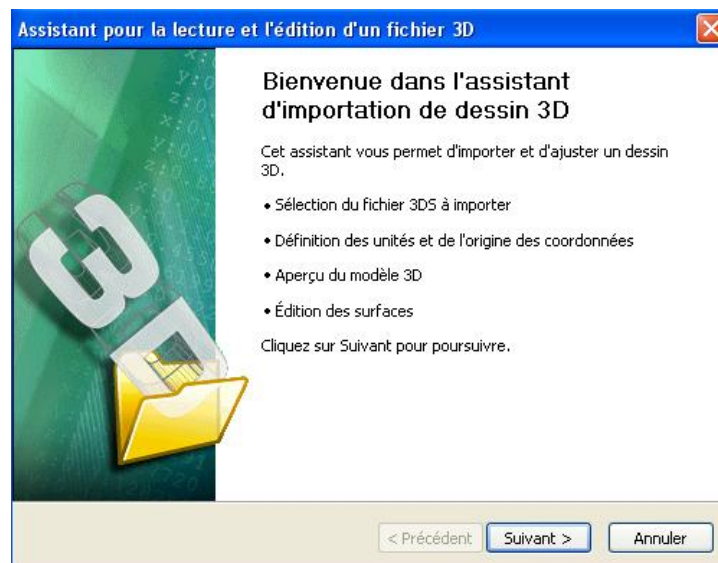 Assistant pour la lecture et l'édition d'un fichier 3D
Bienvenue dans l'assistant
d'importation de dessin 3D
Cet assistant vous permet d'importer et d'ajuster un dessin
3D.
• Sélection du fichier 3DS à importer
• Définition des unités et de l'origine des coordonnées
• Aperçu du modèle 3D
• Édition des surfaces
Cliquez sur Suivant pour poursuivre.
3D
< Précédent
Suivant >
Annuler